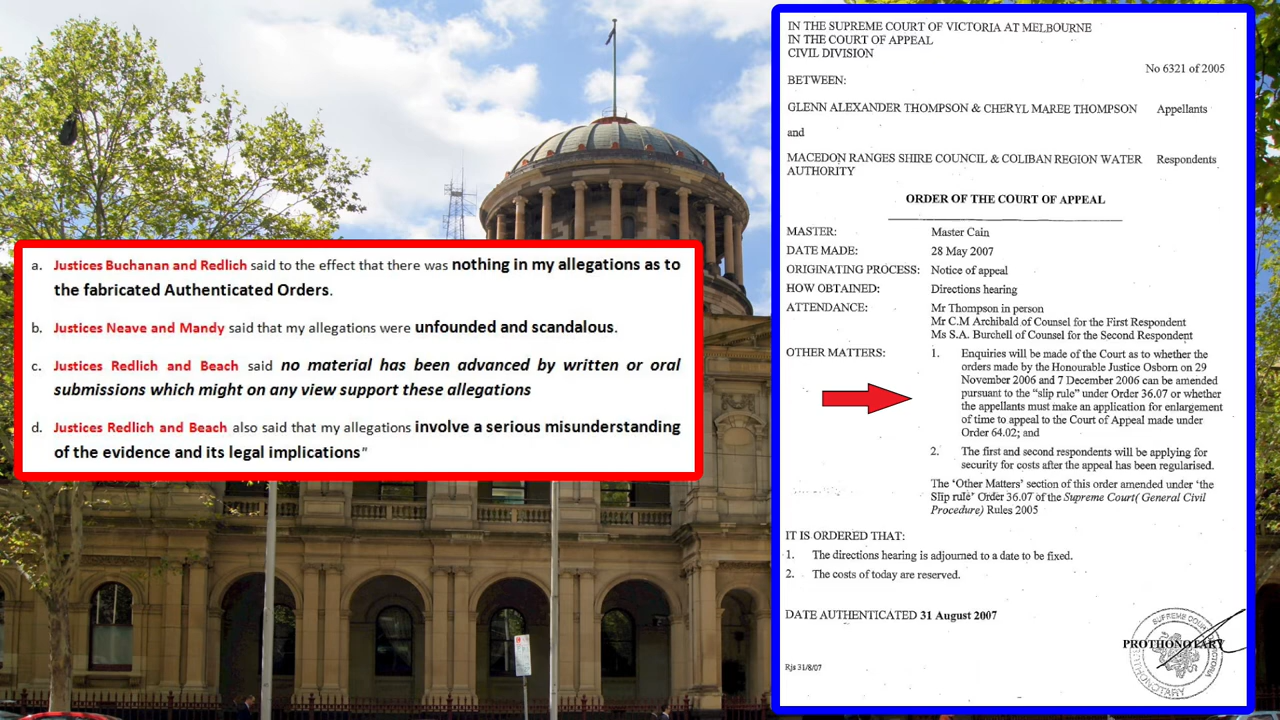 a. Justices Buchanan and Redlich said to the effect that there was nothing in my allegations as to
the fabricated Authenticated Orders.
b. Justices Neave and Mandy said that my allegations were unfounded and scandalous.
c. Justices Redlich and Beach said no material has been advanced by written or oral
submissions which might on any view support these allegations
d. Justices Redlich and Beach also said that my allegations involve a serious misunderstanding
of the evidence and its legal implications”
IN THE SUPREME COURT OF VICTORIA AT MELBOURNE
IN THE COURT OF APPEAL
CIVIL DIVISION
No 6321 of 2005
BETWEEN:
GLENN ALEXANDER THOMPSON & CHERYL MAREE THOMPSON Appellants
and
MACEDON RANGES SHIRE COUNCIL & COLIBAN REGION WATER Respondents
AUTHORITY
ORDER OF THE COURT OF APPEAL
MASTER: Master Cain
DATE MADE: 28 May 2007
ORIGINATING PROCESS: Notice of appeal
HOW OBTAINED: Directions hearing
ATTENDANCE: Mr Thompson in person
Mr C.M Archibald of Counsel for the First Respondent
Ms S.A. Burchell of Counsel for the Second Respondent
OTHER MATTERS: 1. Enquiries will be made of the Court as to whether the
orders made by the Honourable Justice Osborn on 29
November 2006 and 7 December 2006 can be amended
pursuant to the “slip rule” under Order 36.07 or whether
the appellants must make an application for enlargement
of time to appeal to the Court of Appeal made under
Order 64.02; and
2. The first and second respondents will be applying for
security for costs after the appeal has been regularised.
The ‘Other Matters’ section of this order amended under ‘the
Slip rule’ Order 36.07 of the Supreme Court( General Civil
Procedure) Rules 2005
IT IS ORDERED THAT:
1. The directions hearing is adjourned to a date to be fixed.
2. The costs of today are reserved.
DATE AUTHENTICATED 31 August 2007
PROTHONOTARY
Rjs 31/8/07